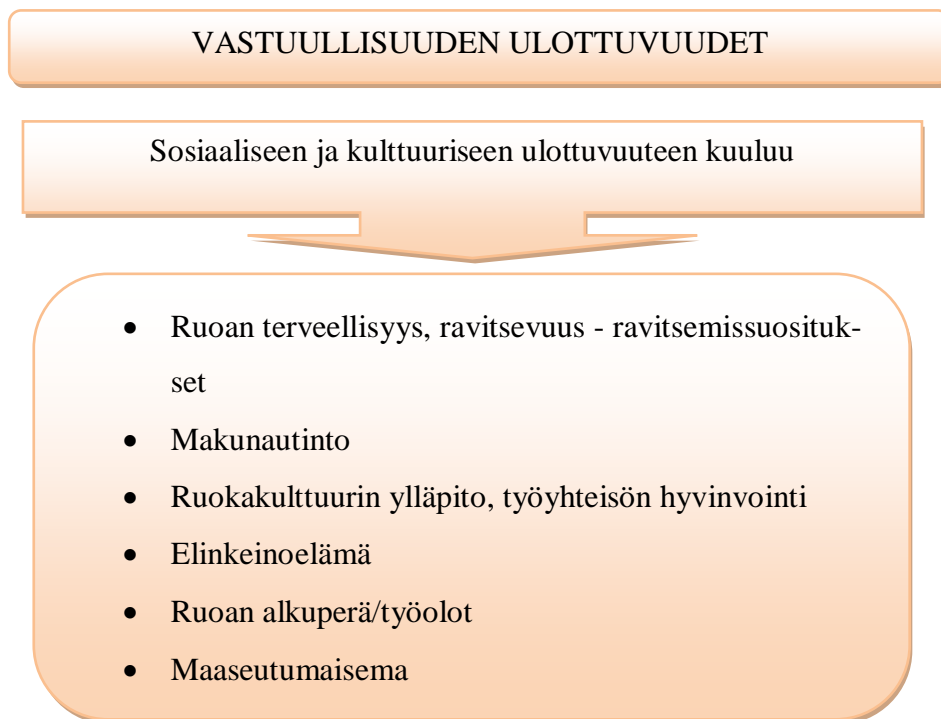 VASTUULLISUUDEN ULOTTUVUUDET
Sosiaaliseen ja kulttuuriseen ulottuvuuteen kuuluu
• Ruoan terveellisyys, ravitsevuus - ravitsemissuosituk-
set
• Makunautinto
• Ruokakulttuurin ylläpito, työyhteisön hyvinvointi
• Elinkeinoelämä
• Ruoan alkuperä/työolot
• Maaseutumaisema